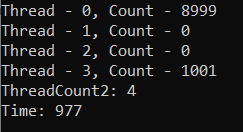 Thread - 0, Count - 8999
Thread - 1, Count - 0
Thread - 2, Count - 0
Thread - 3, Count - 1001
ThreadCount2: 4
Time: 977